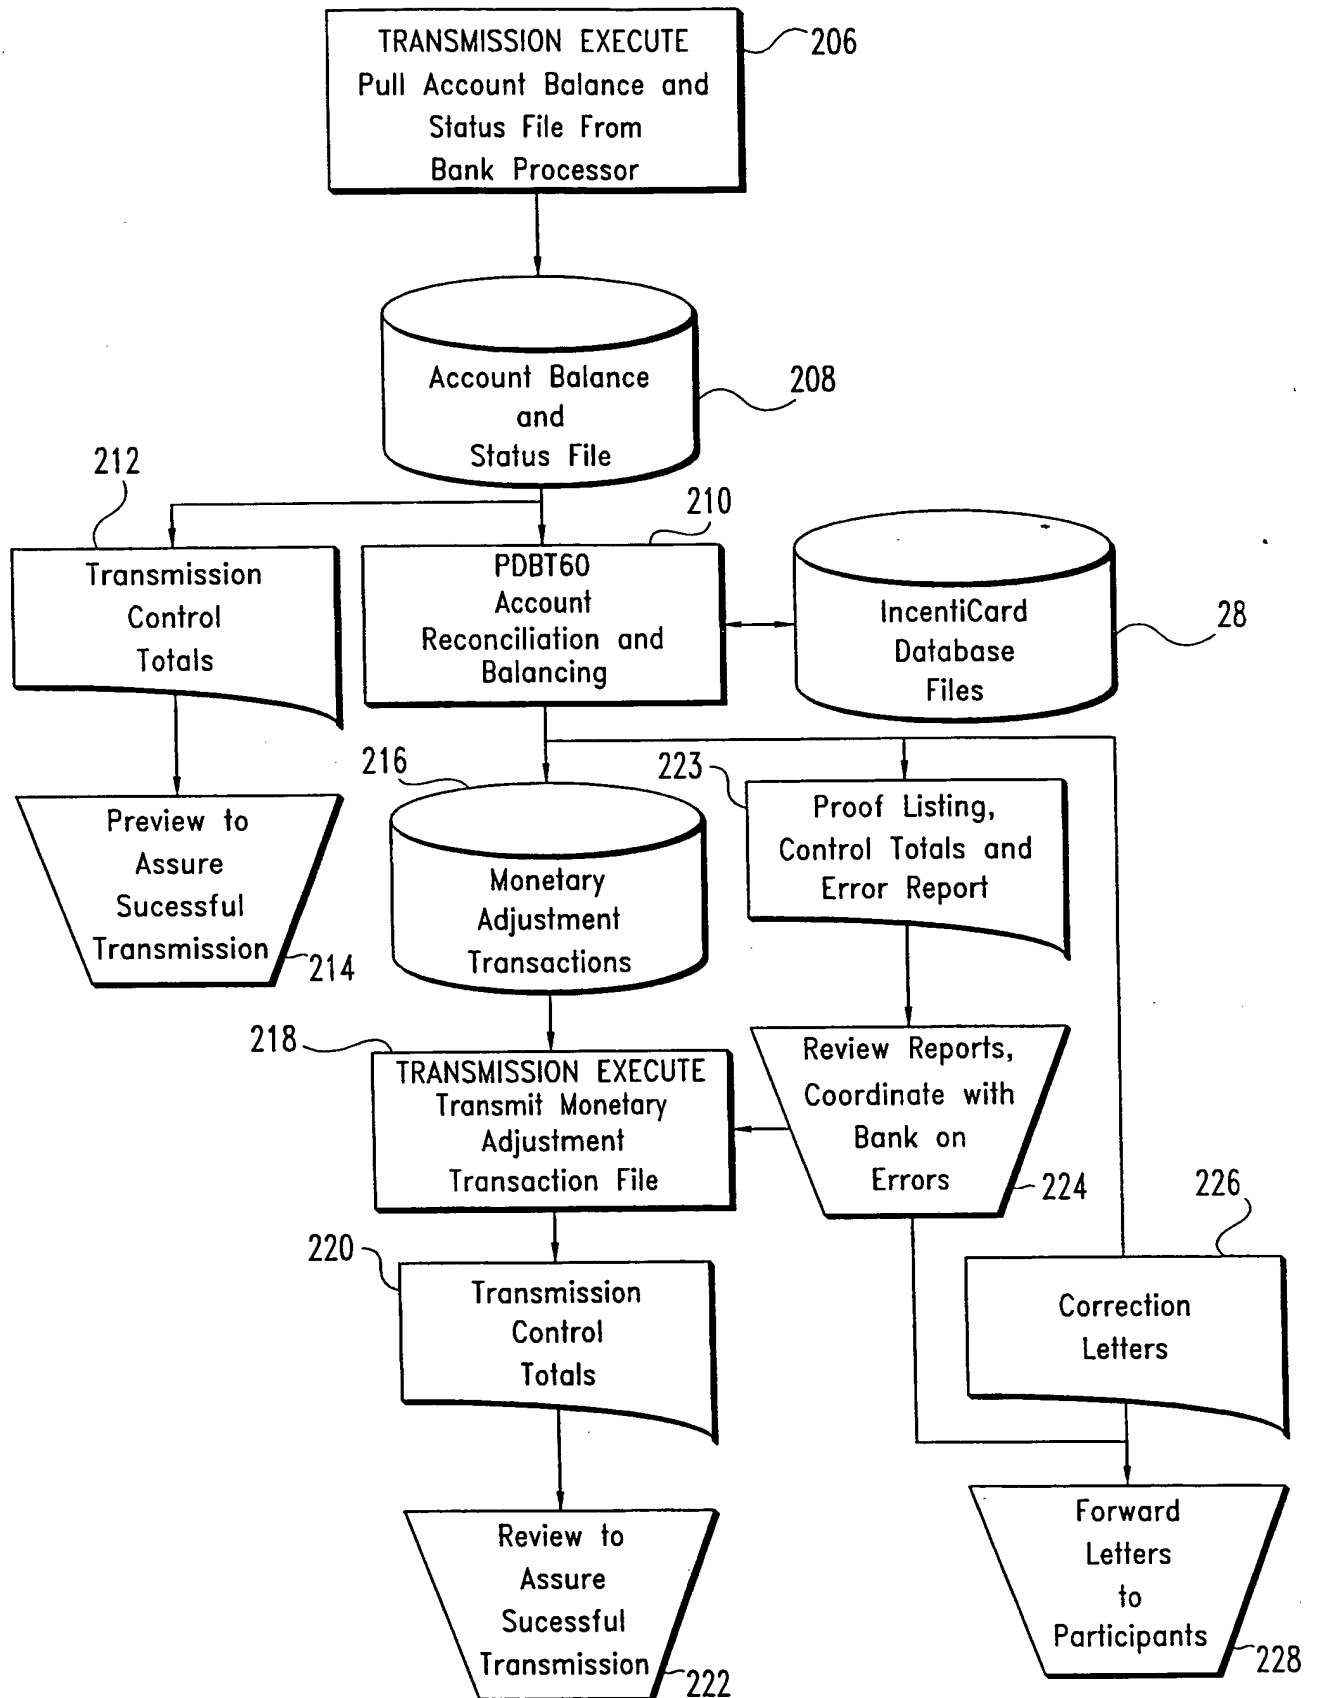 TRANSMISSION EXECUTE
Pull Account Balance and
Status File From
Bank Processor
206
Account Balance
and
Status File
208
212
Transmission
Control
Totals
210
PDBT60
Account
Reconciliation and
Balancing
IncentiCard
Database
Files
28
Preview to
Assure
Sucessful
Transmission
214
216
Monetary
Adjustment
Transactions
223
Proof Listing,
Control Totals and
Error Report
218
TRANSMISSION EXECUTE
Transmit Monetary
Adjustment
Transaction File
Review Reports,
Coordinate with
Bank on
Errors
224
226
Correction
Letters
220
Transmission
Control
Totals
Review to
Assure
Sucessful
Transmission
222
Forward
Letters
to
Participants
228